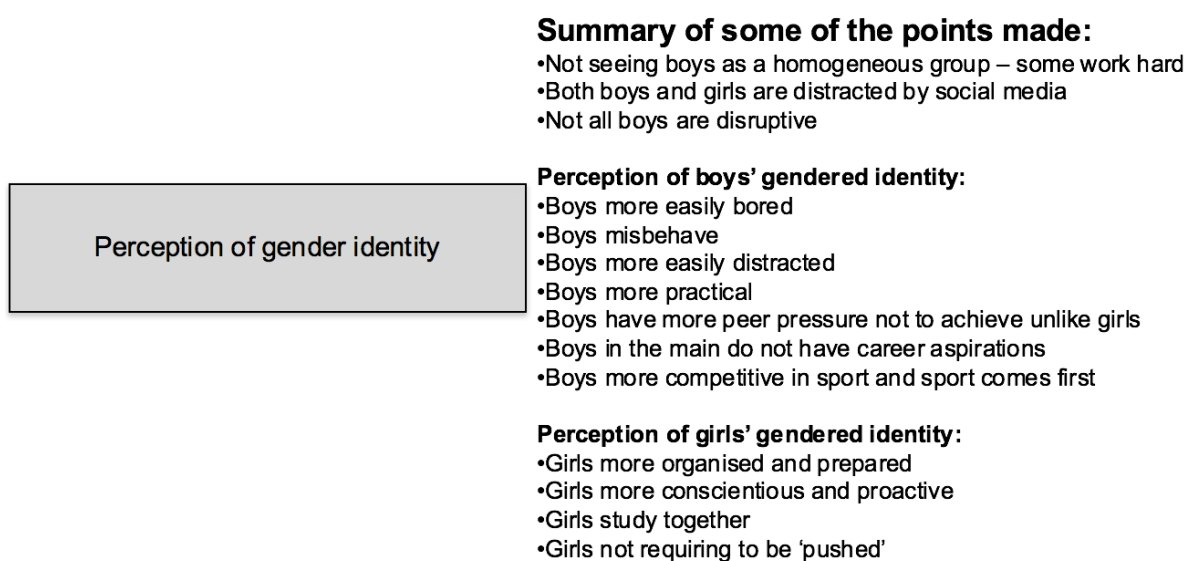 Summary of some of the points made:
•Not seeing boys as a homogeneous group – some work hard
•Both boys and girls are distracted by social media
•Not all boys are disruptive
Perception of gender identity
Perception of boys’ gendered identity:
•Boys more easily bored
•Boys misbehave
•Boys more easily distracted
•Boys more practical
•Boys have more peer pressure not to achieve unlike girls
•Boys in the main do not have career aspirations
•Boys more competitive in sport and sport comes first
Perception of girls’ gendered identity:
•Girls more organised and prepared
•Girls more conscientious and proactive
•Girls study together
•Girls not requiring to be ‘pushed’